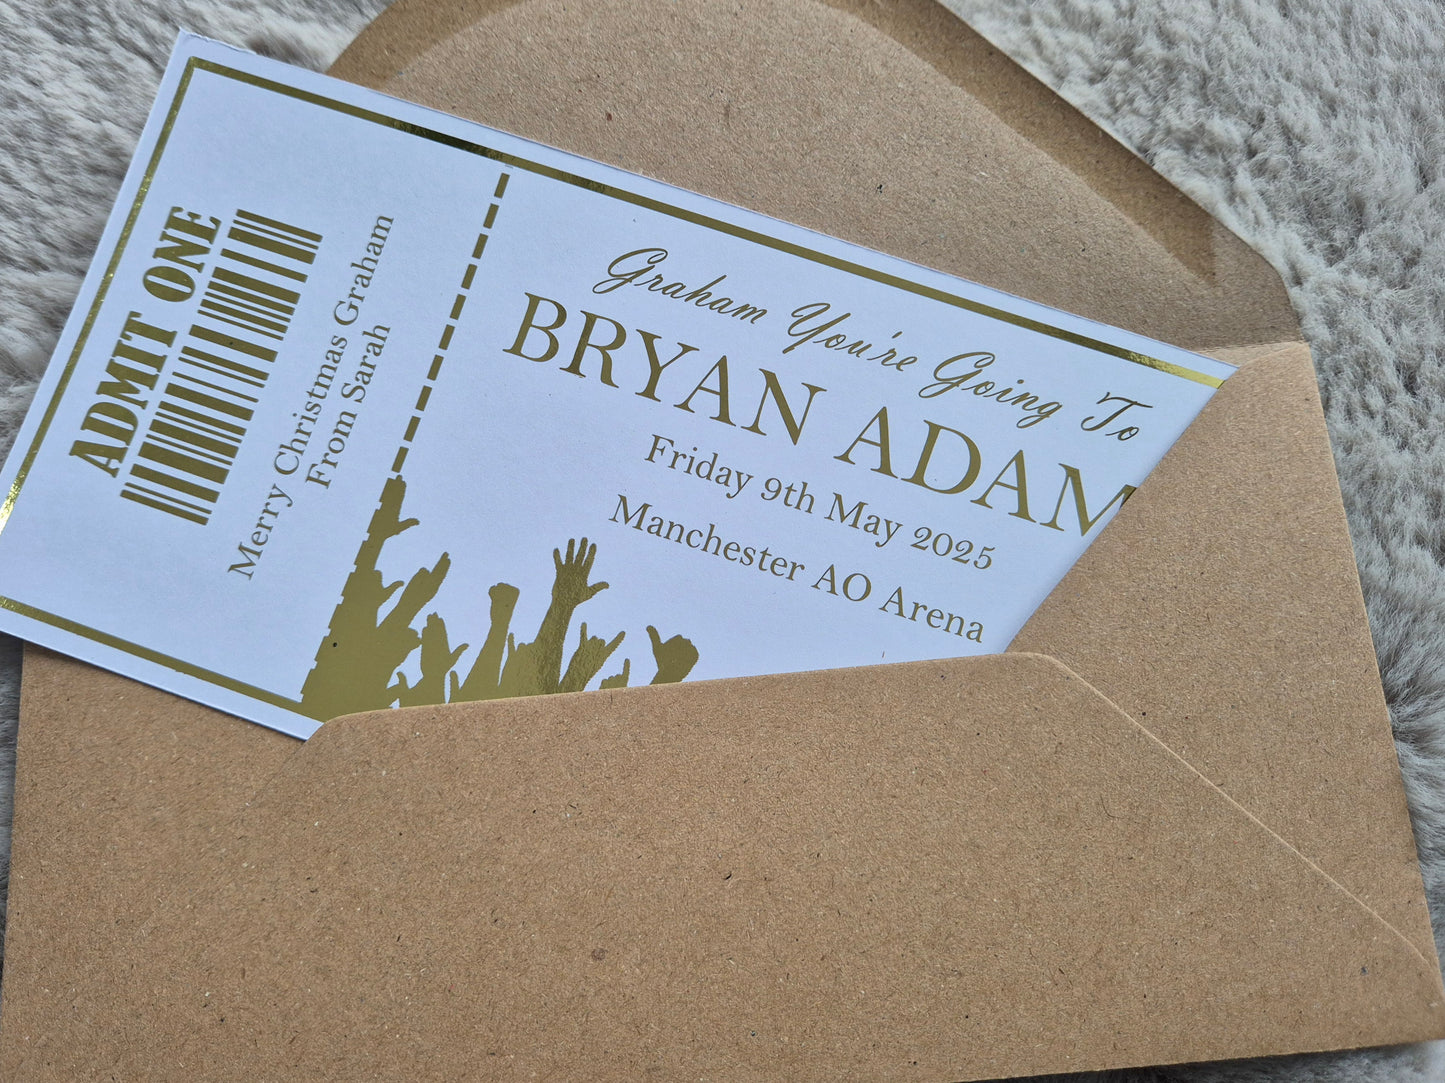 ADMIT ONE
Merry Christmas Graham
From Sarah
Graham You're Going To
BRYAN ADAM
Friday 9th May 2025
Manchester AO Arena